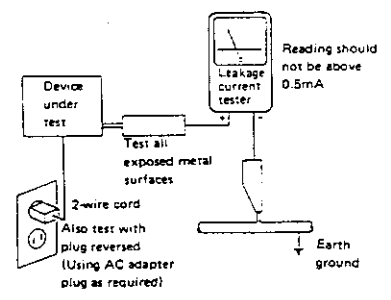 Device
under
test
Leakage
current
tester
+ -
Reading should
not be above
0.5mA
Test all
exposed metal
surfaces
2-wire cord
Also test with
plug reversed
(Using AC adapter
plug as required)
Earth
ground